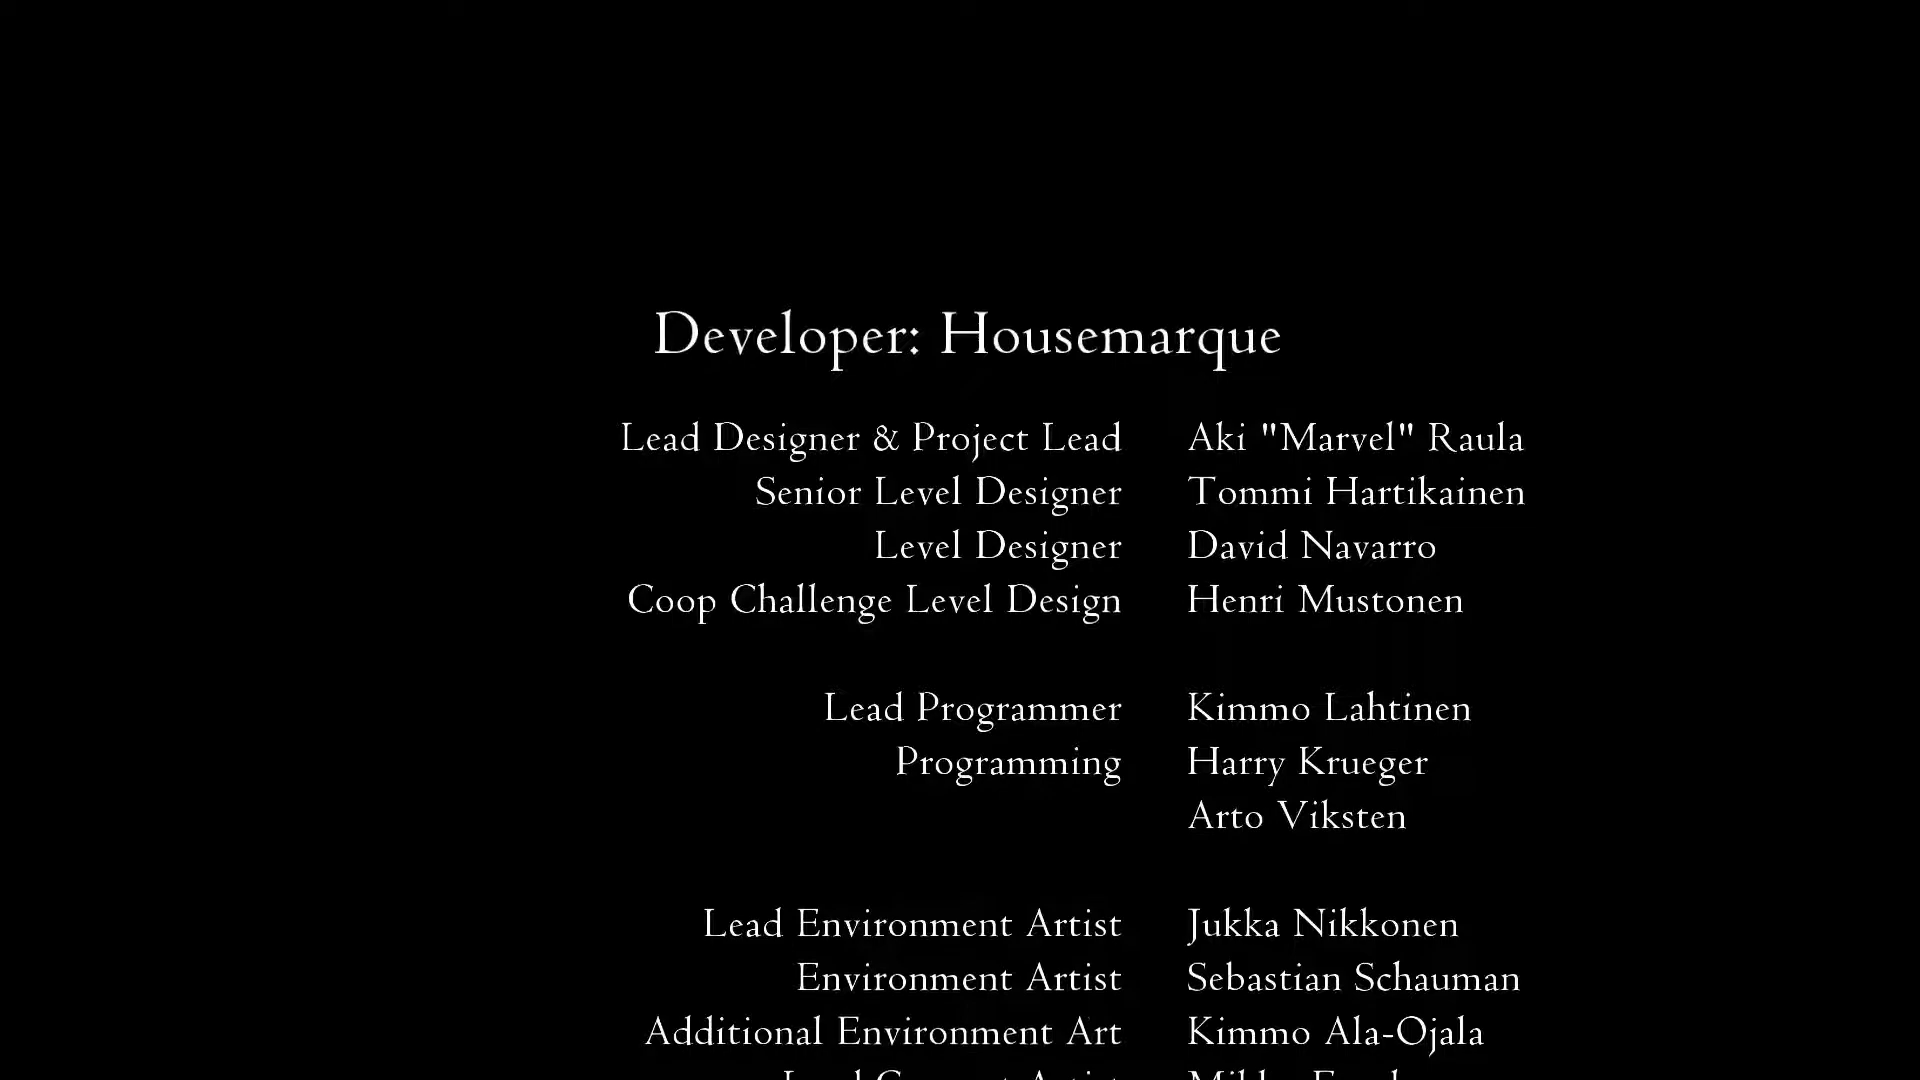 Developer: Housemarque
Lead Designer & Project Lead Aki "Marvel" Raula
Senior Level Designer Tommi Hartikainen
Level Designer David Navarro
Coop Challenge Level Design Henri Mustonen
Lead Programmer Kimmo Lahtinen
Programming Harry Krueger
Arto Viksten
Lead Environment Artist Jukka Nikkonen
Environment Artist Sebastian Schauman
Additional Environment Art Kimmo Ala-Ojala